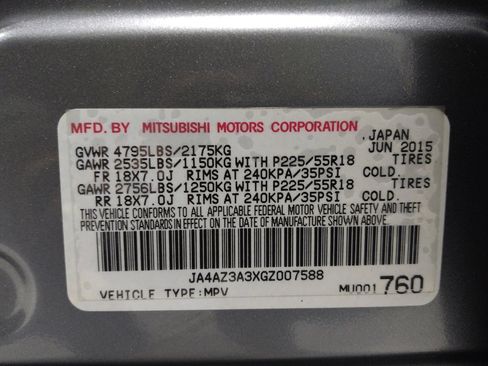 MFD. BY MITSUBISHI MOTORS CORPORATION , JAPAN
GVWR 4795LBS/2175KG JUN 2015
GAWR 2535LBS/1150KG WITH P225/55R18 TIRES
FR 18X7.0J RIMS AT 240KPA/35PSI COLD.
GAWR 2756LBS/1250KG WITH P225/55R18 TIRES
RR 18X7.0J RIMS AT 240KPA/35PSI COLD.
THIS VEHICLE CONFORMS TO ALL APPLICABLE FEDERAL MOTOR VEHICLE SAFETY AND THEFT
PREVENTION STANDARDS IN EFFECT ON THE DATE OF MANUFACTURE SHOWN ABOVE.
JA4AZ3A3XGZ007588
VEHICLE TYPE:MPV MU001760